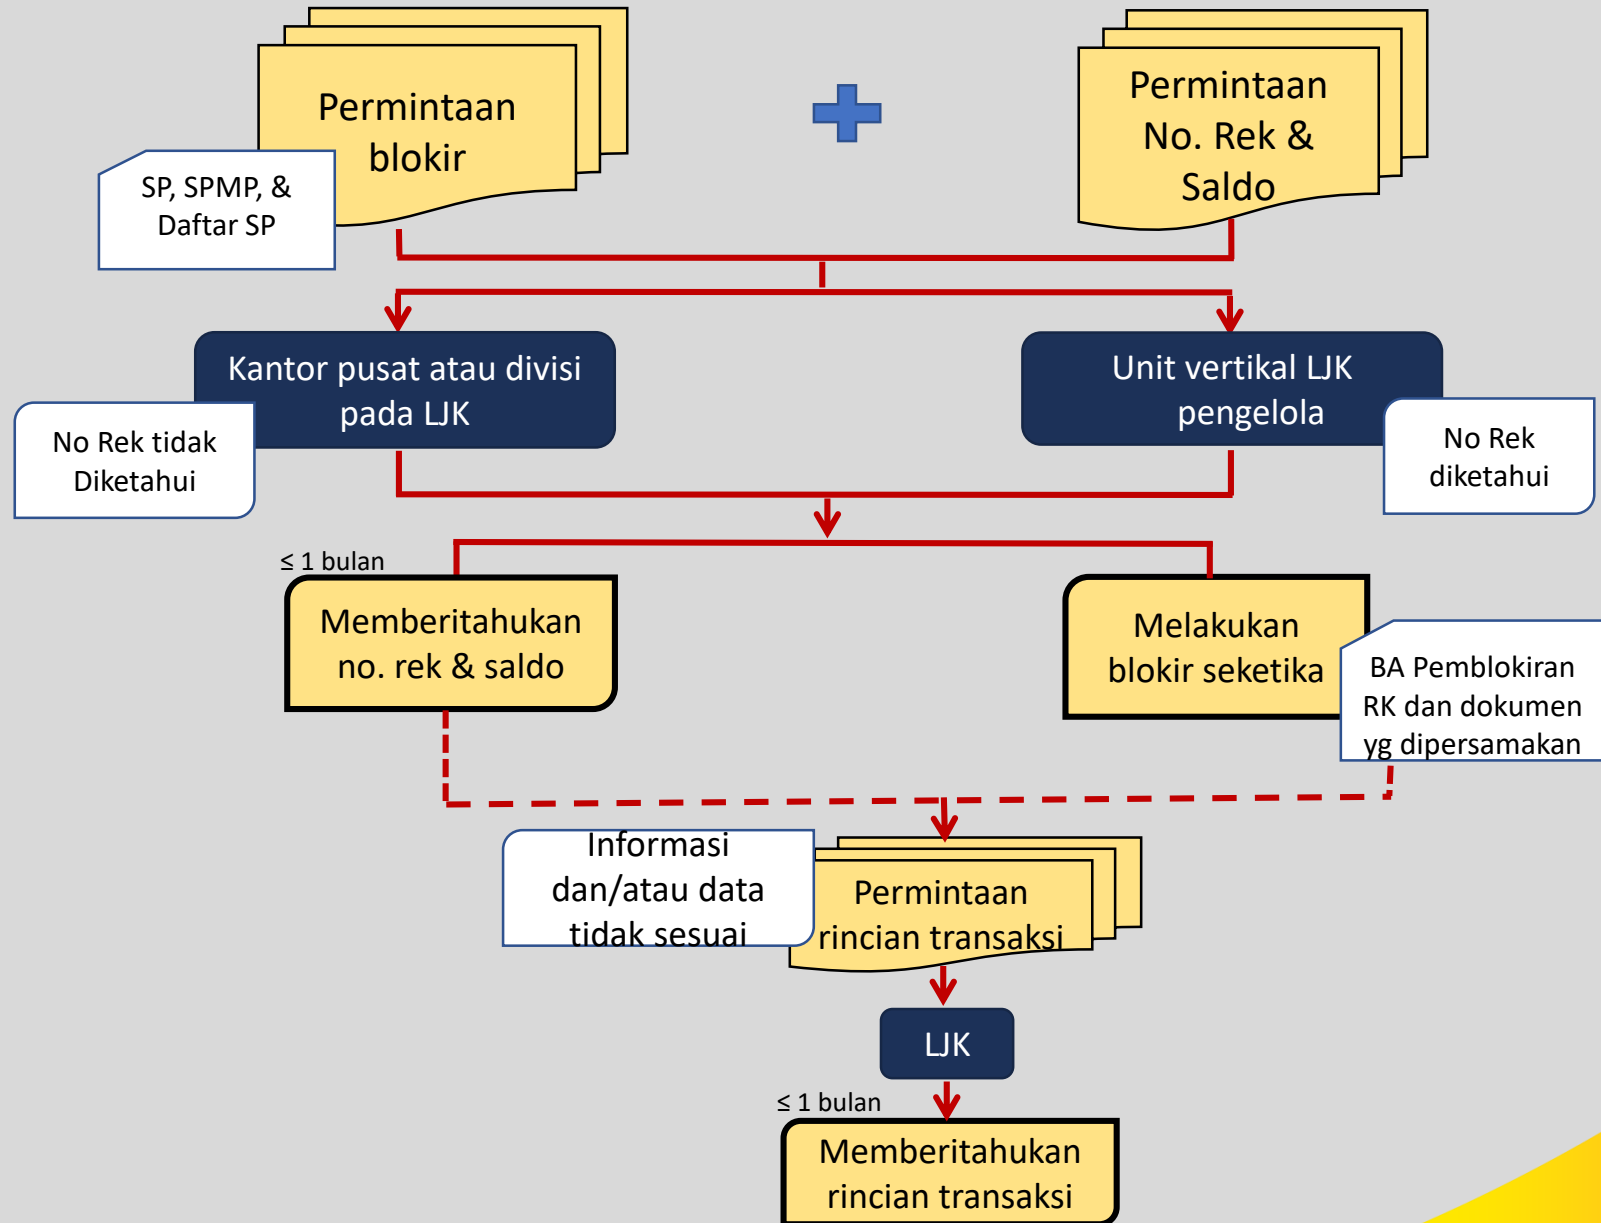 Permintaan
blokir
SP, SPMP, &
Daftar SP
Permintaan
No. Rek &
Saldo
Kantor pusat atau divisi
pada LJK
No Rek tidak
Diketahui
Unit vertikal LJK
pengelola
No Rek
diketahui
≤ 1 bulan
Memberitahukan
no. rek & saldo
Melakukan
blokir seketika
BA Pemblokiran
RK dan dokumen
yg dipersamakan
Informasi
dan/atau data
tidak sesuai
Permintaan
rincian transaksi
LJK
≤ 1 bulan
Memberitahukan
rincian transaksi